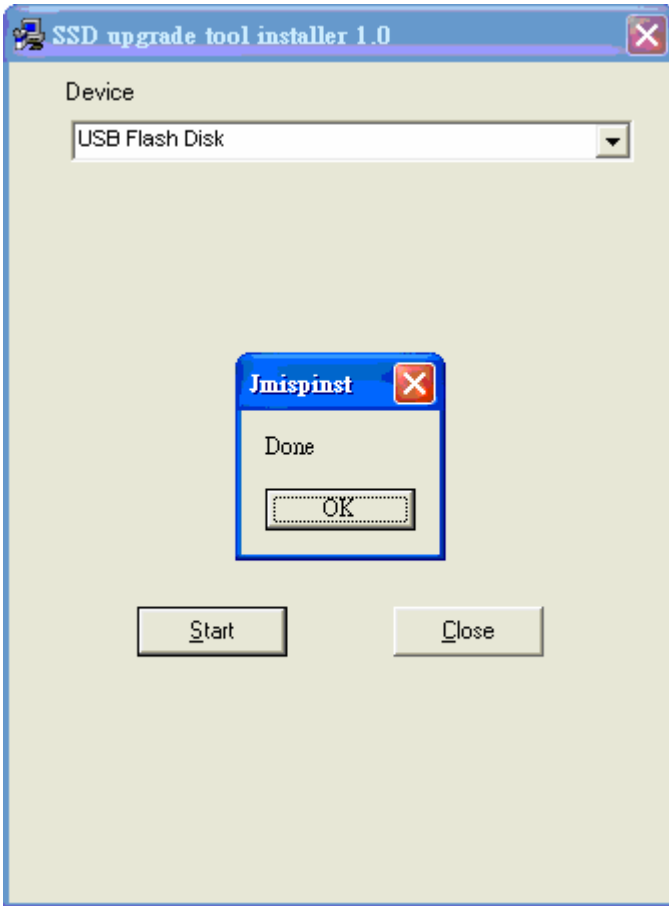 SSD upgrade tool installer 1.0
Device
USB Flash Disk
Jmispinst
Done
OK
Start
Close